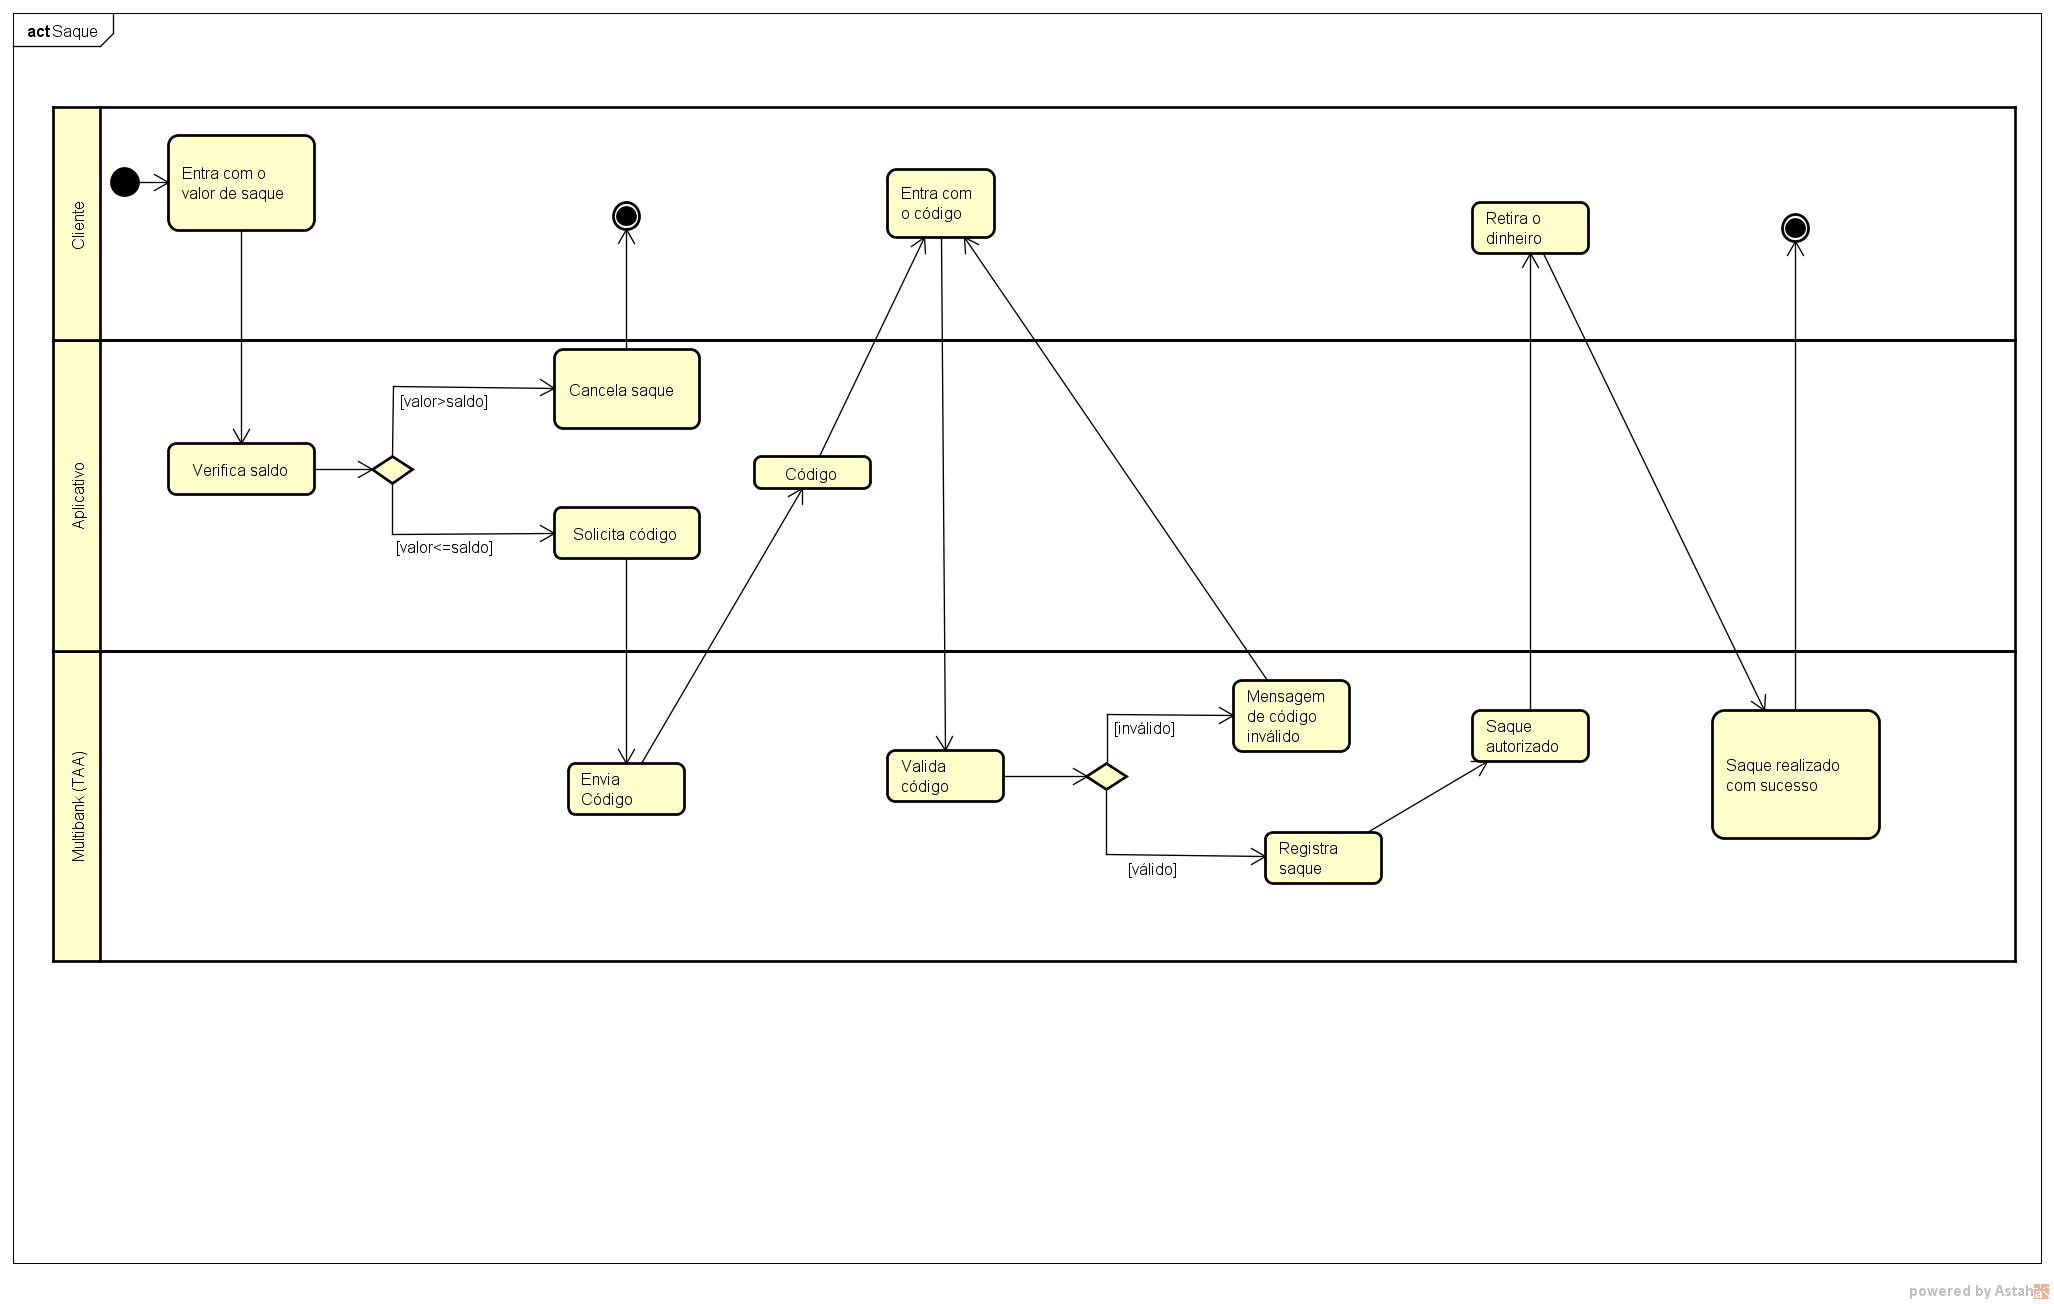 act Saque
Cliente
Entra com o
valor de saque
Entra com
o código
Retira o
dinheiro
Aplicativo
Cancela saque
[valor>saldo]
Verifica saldo
Código
Solicita código
[valor<=saldo]
Multibank (TAA)
Envia
Código
Valida
código
[inválido]
Mensagem
de código
inválido
[válido]
Registra
saque
Saque
autorizado
Saque realizado
com sucesso
powered by Astah